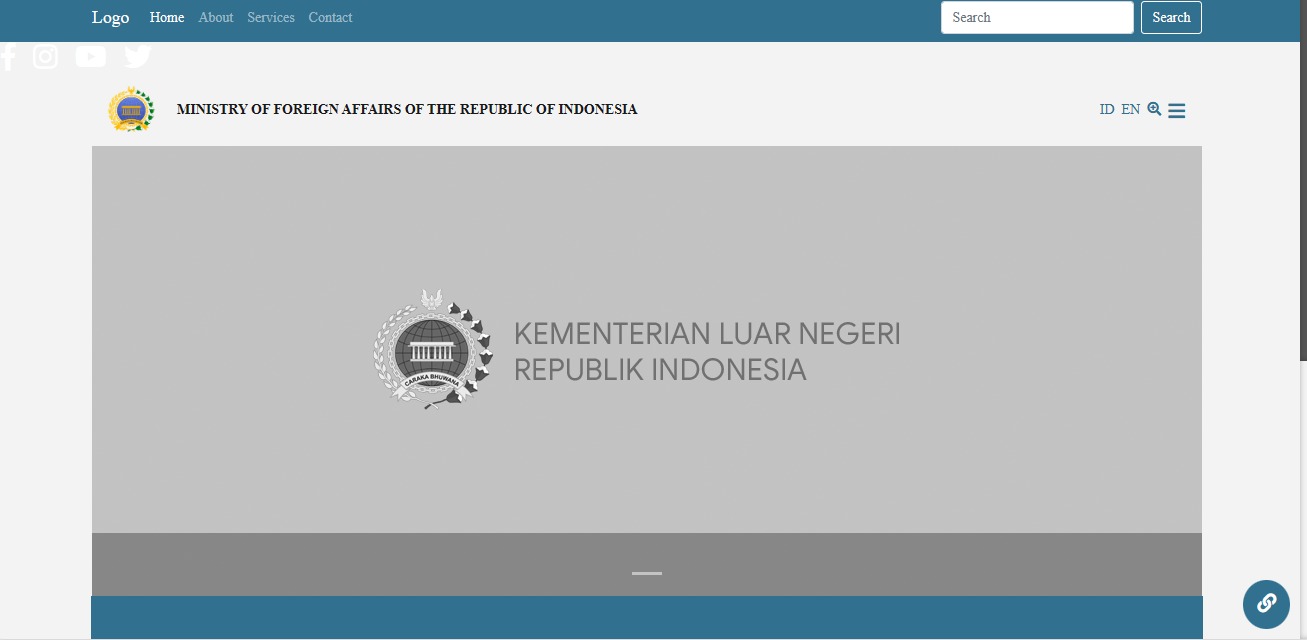 Logo Home About Services Contact Search Search
MINISTRY OF FOREIGN AFFAIRS OF THE REPUBLIC OF INDONESIA ID EN
CARAKA BHUWANA
KEMENTERIAN LUAR NEGERI
REPUBLIK INDONESIA